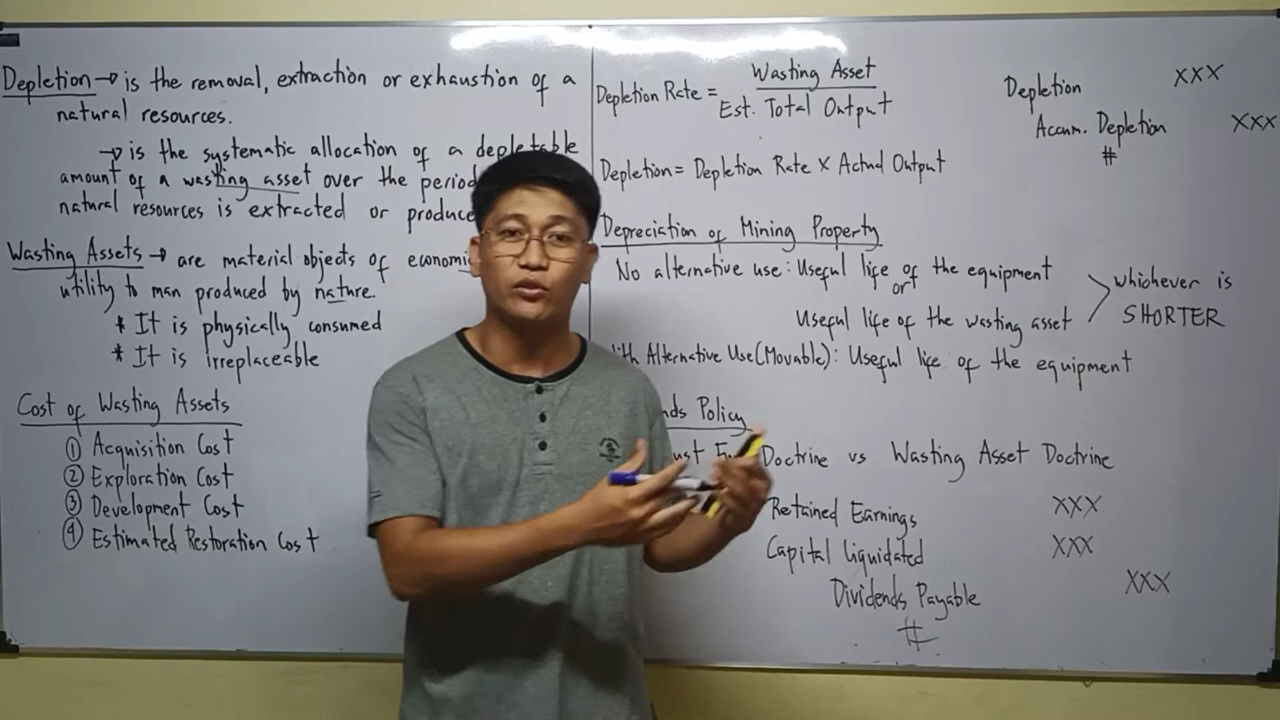 Depletion → is the removal, extraction or exhaustion of a
natural resources.
→ is the systematic allocation of a depletable
amount of a wasting asset over the period
natural resources is extracted or produce
Wasting Assets → are material objects of economi
utility to man produced by nature.
* It is physically consumed
* It is irreplaceable
Cost of Wasting Assets
① Acquisition Cost
② Exploration Cost
③ Development Cost
④ Estimated Restoration Cost
Depletion Rate = Wasting Asset
Est. Total Output
Depletion = Depletion Rate X Actual Output
Depletion XXX
Accum. Depletion XXX
#
Depreciation of Mining Property
No alternative use: Useful life of the equipment
or
Useful life of the wasting asset
whichever is
SHORTER
ith Alternative Use (Movable): Useful life of the equipment
nds Policy
ust Fu Doctrine vs Wasting Asset Doctrine
Retained Earnings XXX
Capital Liquidated XXX
Dividends Payable XXX
#